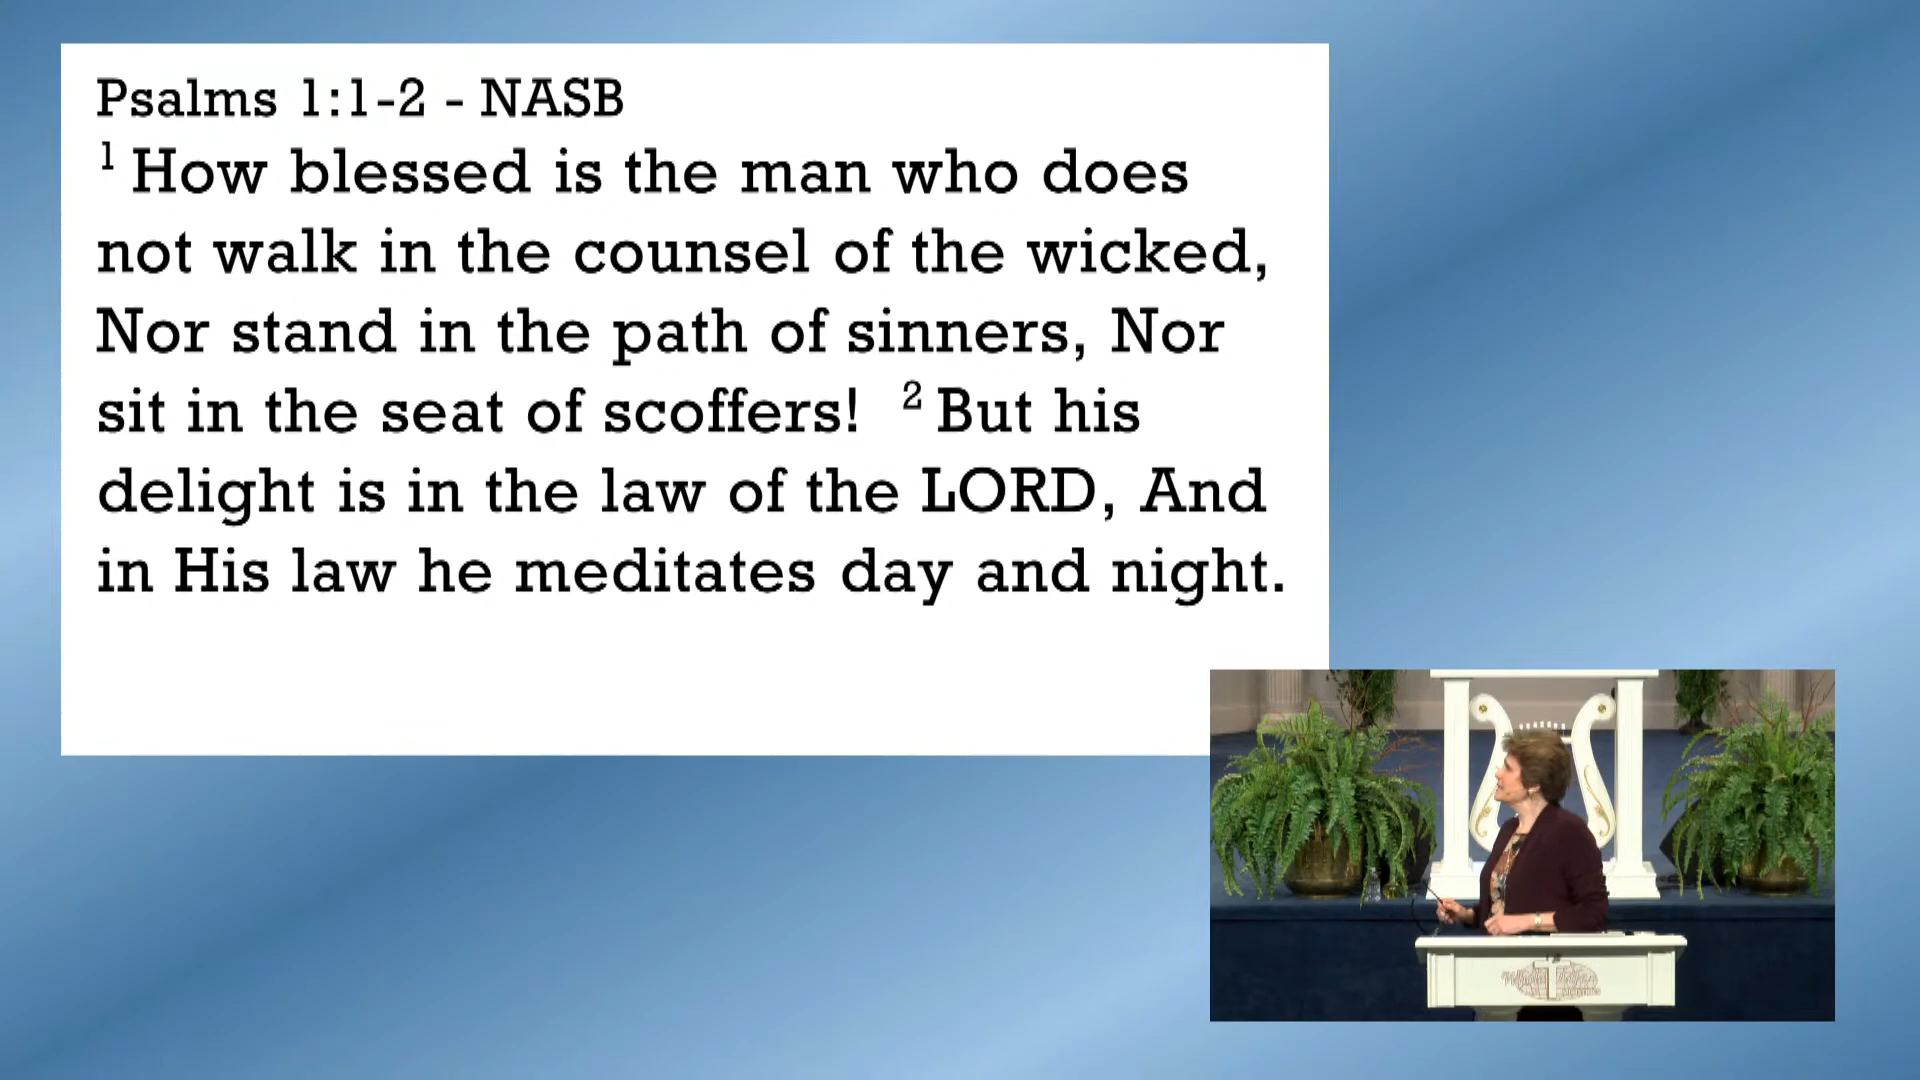 Psalms 1:1-2 - NASB
1 How blessed is the man who does
not walk in the counsel of the wicked,
Nor stand in the path of sinners, Nor
sit in the seat of scoffers! 2 But his
delight is in the law of the LORD, And
in His law he meditates day and night.